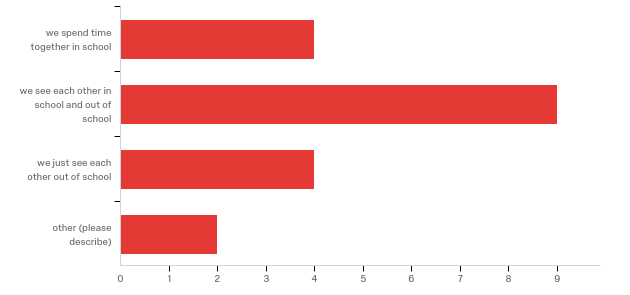 we spend time
together in school
we see each other in
school and out of
school
we just see each
other out of school
other (please
describe)
0 1 2 3 4 5 6 7 8 9